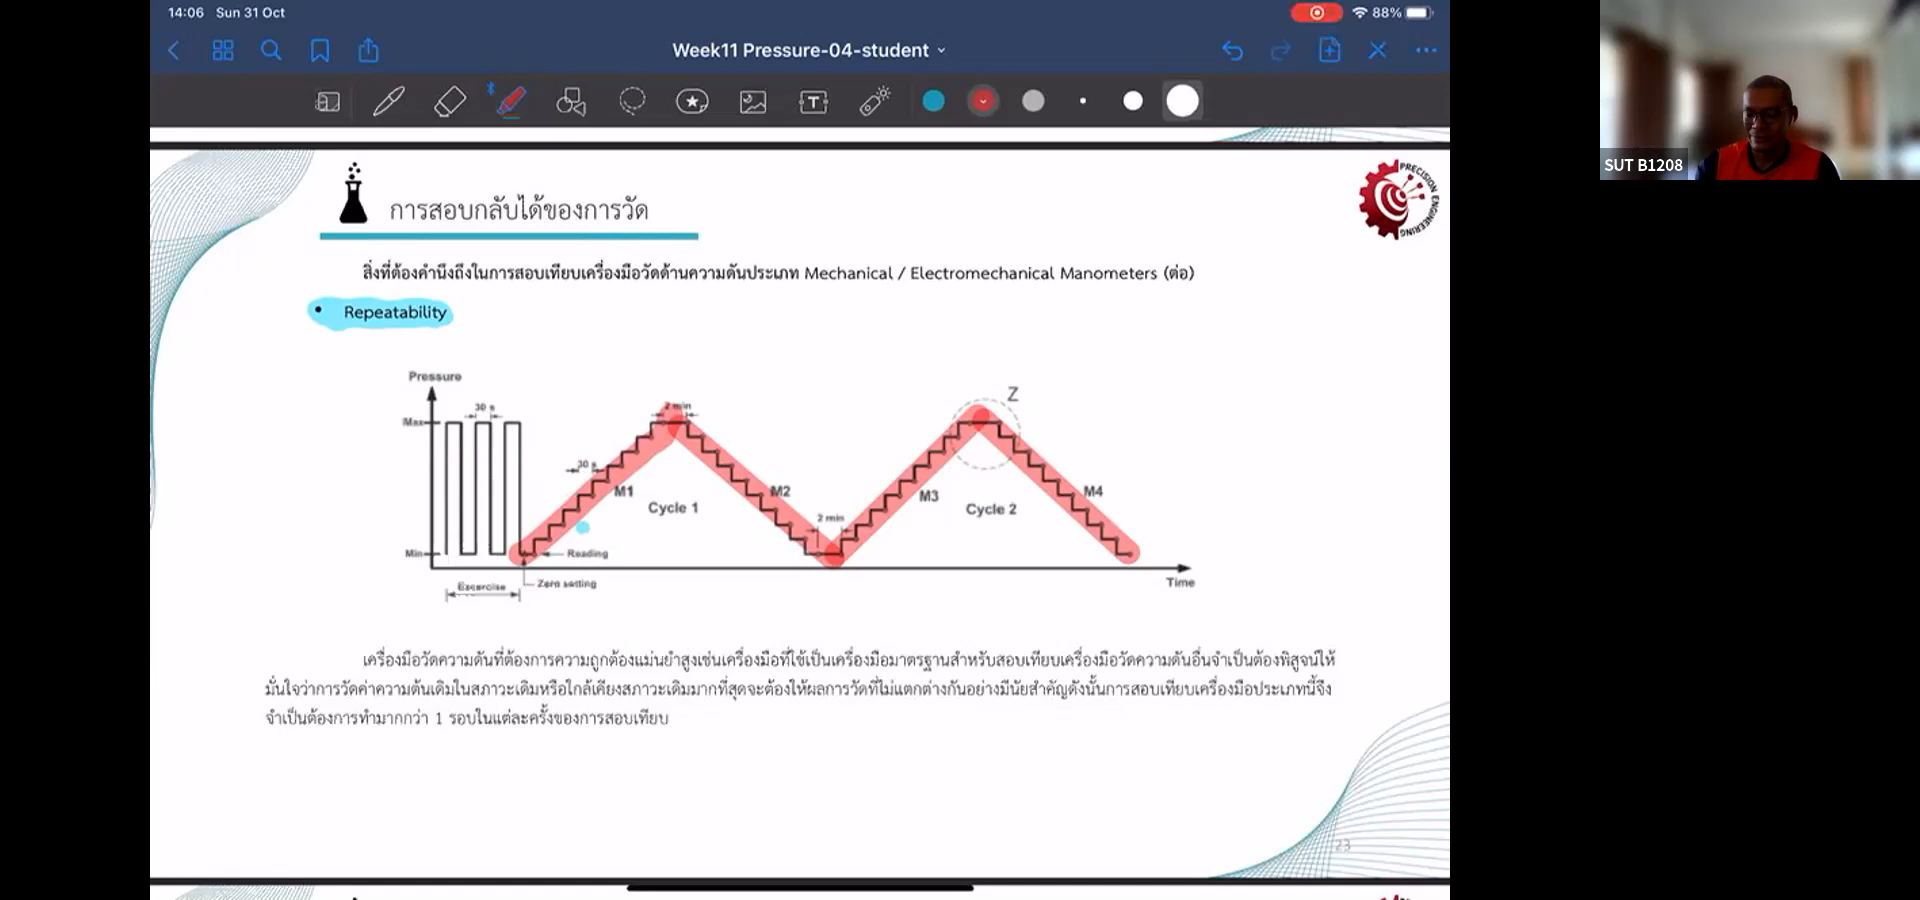 14:06 Sun 31 Oct
88%
Week11 Pressure-04-student
SUT B1208
PRECISION ENGINEERING
การสอบกลับได้ของการวัด
สิ่งที่ต้องคำนึงถึงในการสอบเทียบเครื่องมือวัดด้านความดันประเภท Mechanical / Electromechanical Manometers (ต่อ)
• Repeatability
Pressure
Z
2 min
30 s
Max
30 s
M1
M2
M3
M4
Cycle 1
Cycle 2
2 min
Min
Reading
Time
Excercise
Zero setting
เครื่องมือวัดความดันที่ต้องการความถูกต้องแม่นยำสูงเช่นเครื่องมือที่ใช้เป็นเครื่องมือมาตรฐานสำหรับสอบเทียบเครื่องมือวัดความดันอื่นจำเป็นต้องพิสูจน์ให้
มั่นใจว่าการวัดค่าความดันเดิมในสภาวะเดิมหรือใกล้เคียงสภาวะเดิมมากที่สุดจะต้องให้ผลการวัดที่ไม่แตกต่างกันอย่างมีนัยสำคัญดังนั้นการสอบเทียบเครื่องมือประเภทนี้จึง
จำเป็นต้องการทำมากกว่า 1 รอบในแต่ละครั้งของการสอบเทียบ
23